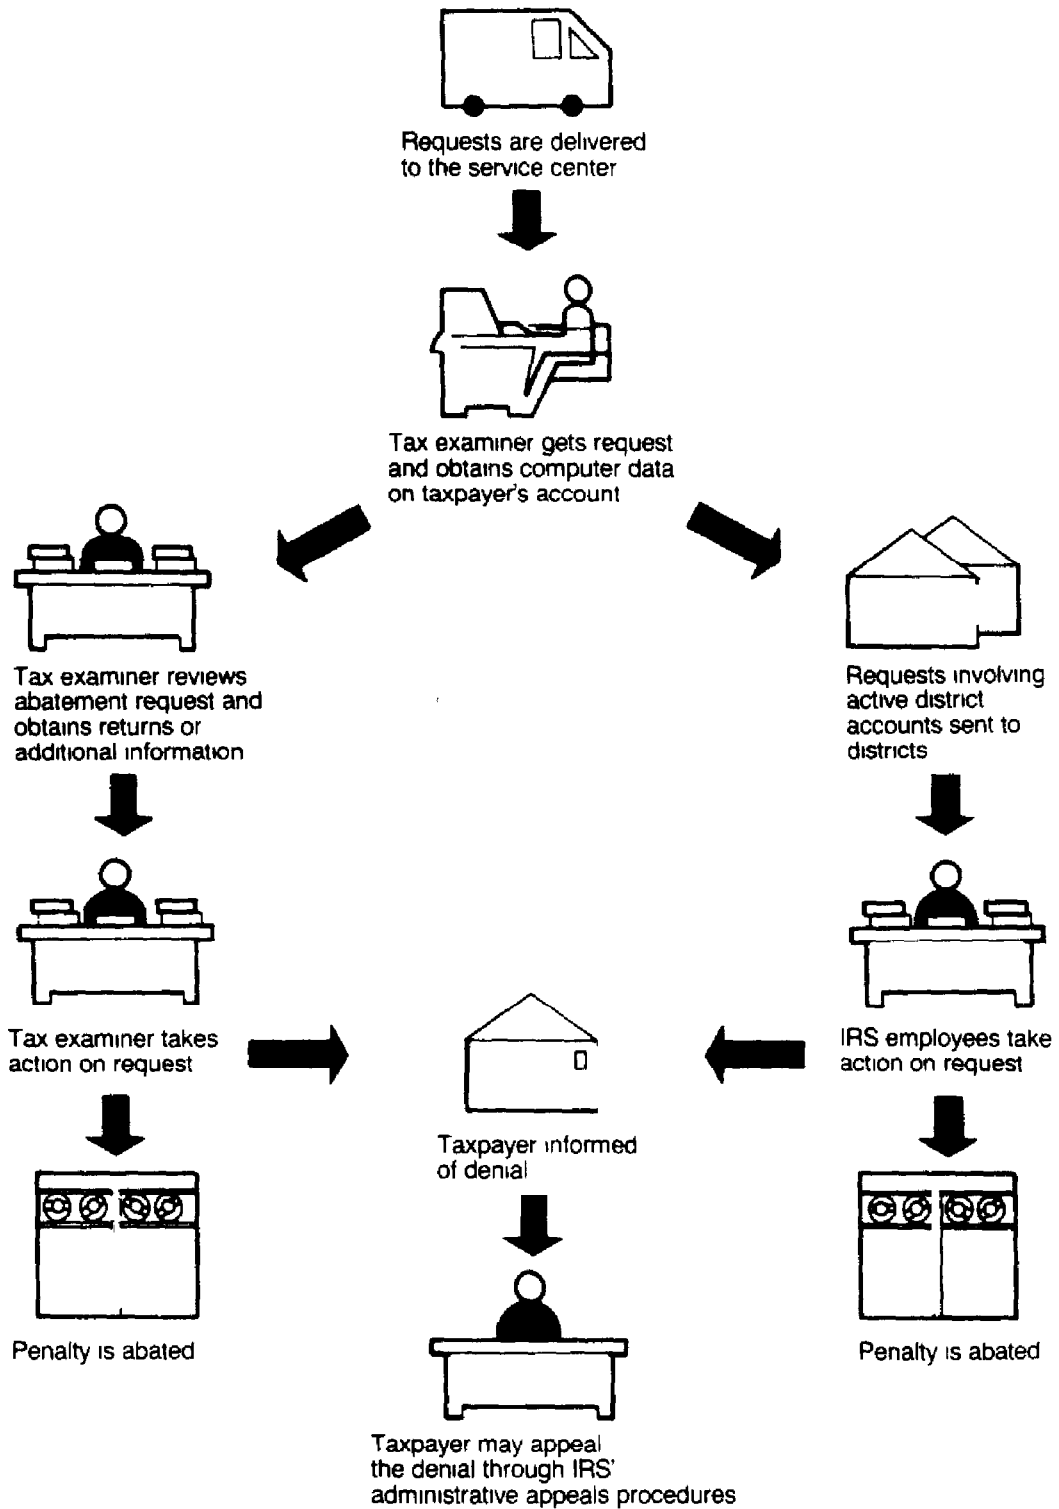 Requests are delivered
to the service center
Tax examiner gets request
and obtains computer data
on taxpayer's account
Tax examiner reviews
abatement request and
obtains returns or
additional information
Requests involving
active district
accounts sent to
districts
Tax examiner takes
action on request
IRS employees take
action on request
Taxpayer informed
of denial
Penalty is abated
Penalty is abated
Taxpayer may appeal
the denial through IRS'
administrative appeals procedures